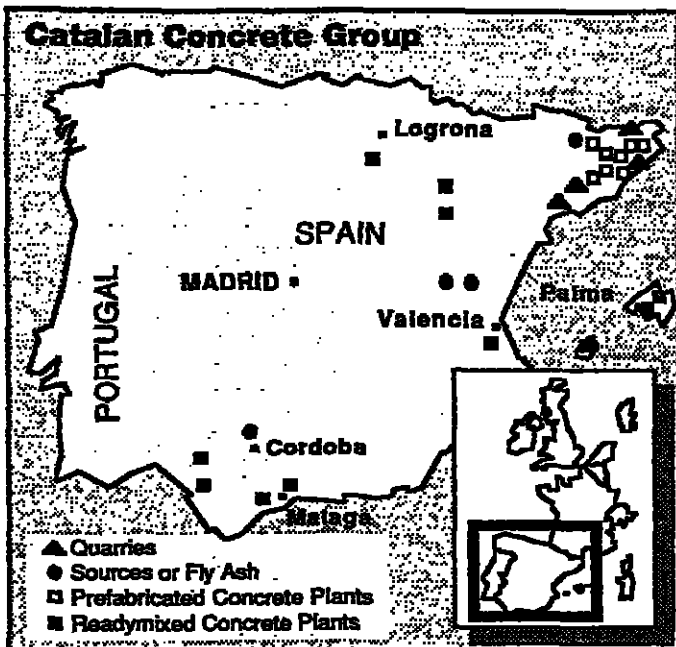 Catalan Concrete Group
Logrona
SPAIN
MADRID
Palma
PORTUGAL
Valencia
Cordoba
Malaga
Quarries
Sources or Fly Ash
Prefabricated Concrete Plants
Readymixed Concrete Plants